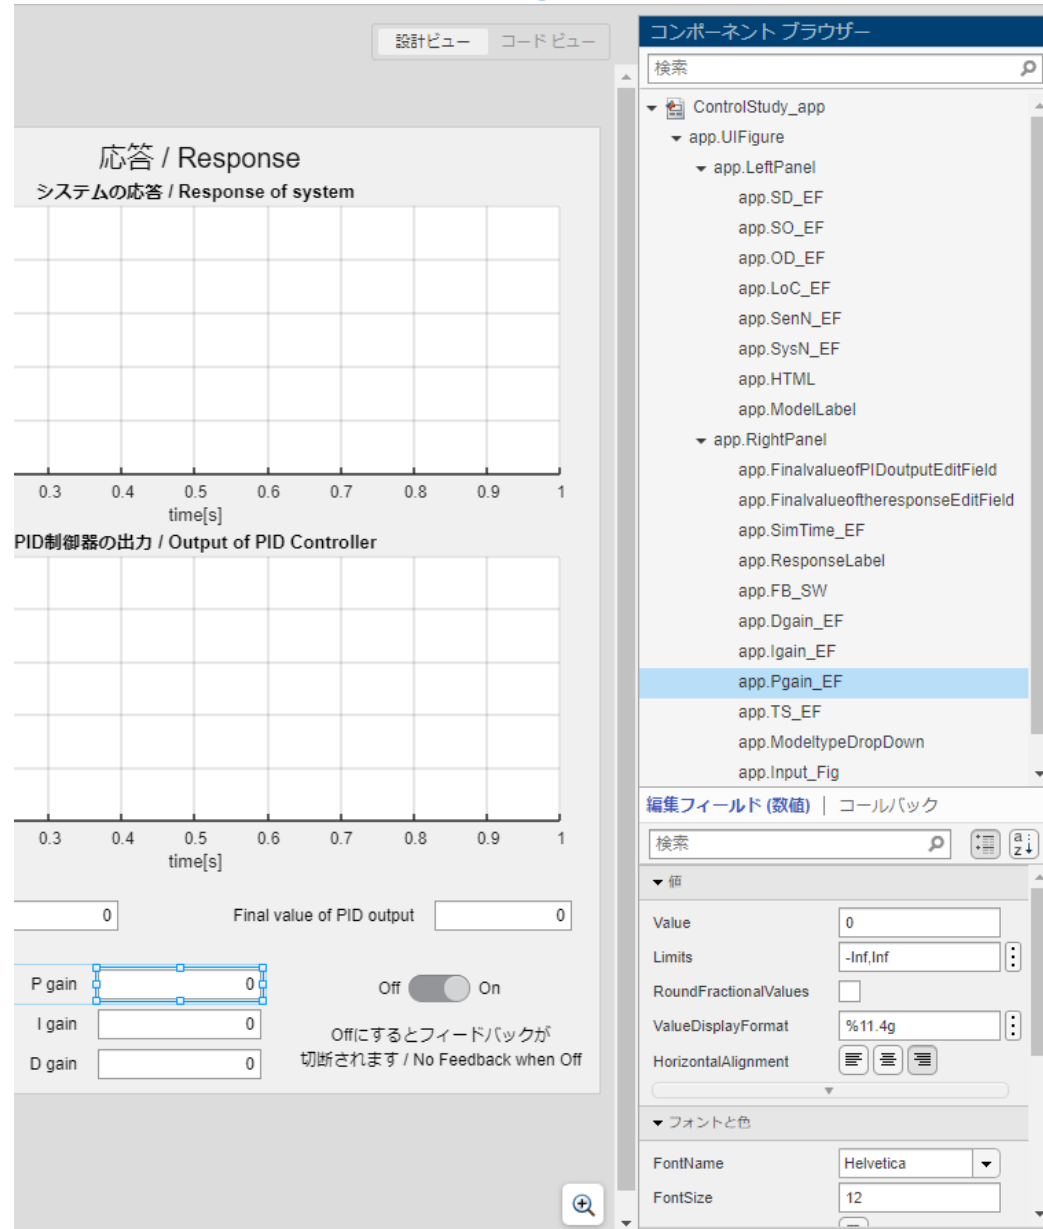 設計ビュー コード ビュー
応答 / Response
システムの応答 / Response of system
0.3 0.4 0.5 0.6 0.7 0.8 0.9 1
time[s]
PID制御器の出力 / Output of PID Controller
0.3 0.4 0.5 0.6 0.7 0.8 0.9 1
time[s]
0 Final value of PID output 0
P gain 0
Off On
I gain 0
D gain 0
Offにするとフィードバックが
切断されます / No Feedback when Off
コンポーネント ブラウザー
検索
ControlStudy_app
app.UIFigure
app.LeftPanel
app.SD_EF
app.SO_EF
app.OD_EF
app.LoC_EF
app.SenN_EF
app.SysN_EF
app.HTML
app.ModelLabel
app.RightPanel
app.FinalvalueofPIDoutputEditField
app.FinalvalueoftheresponseEditField
app.SimTime_EF
app.ResponseLabel
app.FB_SW
app.Dgain_EF
app.Igain_EF
app.Pgain_EF
app.TS_EF
app.ModeltypeDropDown
app.Input_Fig
編集フィールド (数値) | コールバック
検索
a z
値
Value 0
Limits -Inf,Inf
RoundFractionalValues
ValueDisplayFormat %11.4g
HorizontalAlignment
フォントと色
FontName Helvetica
FontSize 12